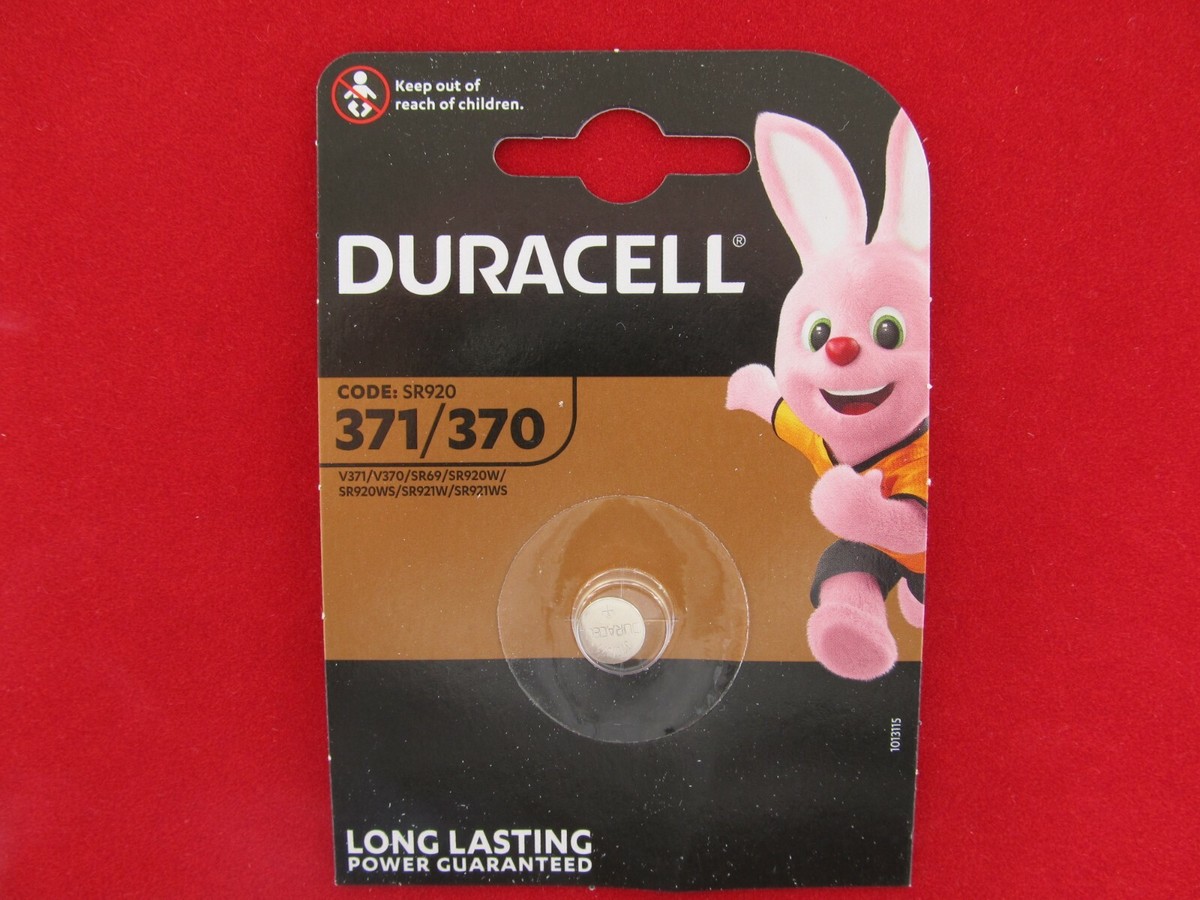 Keep out of
reach of children.
DURACELL®
CODE: SR920
371/370
V371/V370/SR69/SR920W/
SR920WS/SR921W/SR921WS
+
DURACELL
1013115
LONG LASTING
POWER GUARANTEED